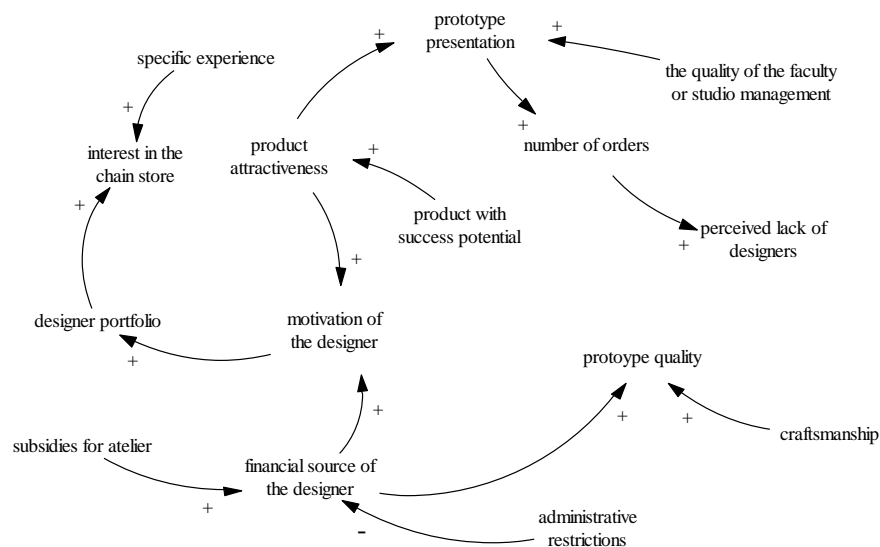 prototype
presentation
+
+
specific experience
the quality of the faculty
or studio management
+
+
number of orders
interest in the
chain store
product
attractiveness
+
+
product with
success potential
perceived lack of
designers
+
+
designer portfolio
motivation of
the designer
+
protoype quality
+
+
+
craftsmanship
subsidies for atelier
financial source of
the designer
+
administrative
restrictions
-